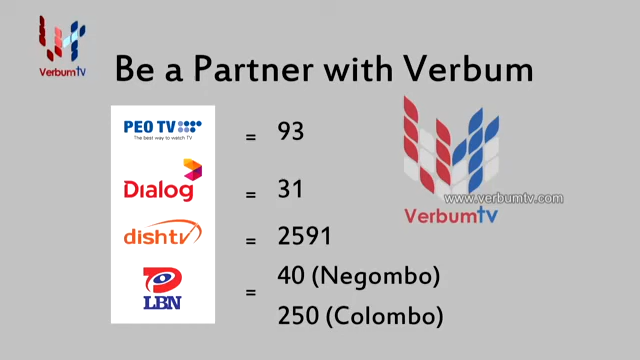 VerbumTV
Be a Partner with Verbum
PEO TV
The best way to watch TV
= 93
Dialog
= 31
dishtv
= 2591
LBN
= 40 (Negombo)
250 (Colombo)
www.verbumtv.com
VerbumTV